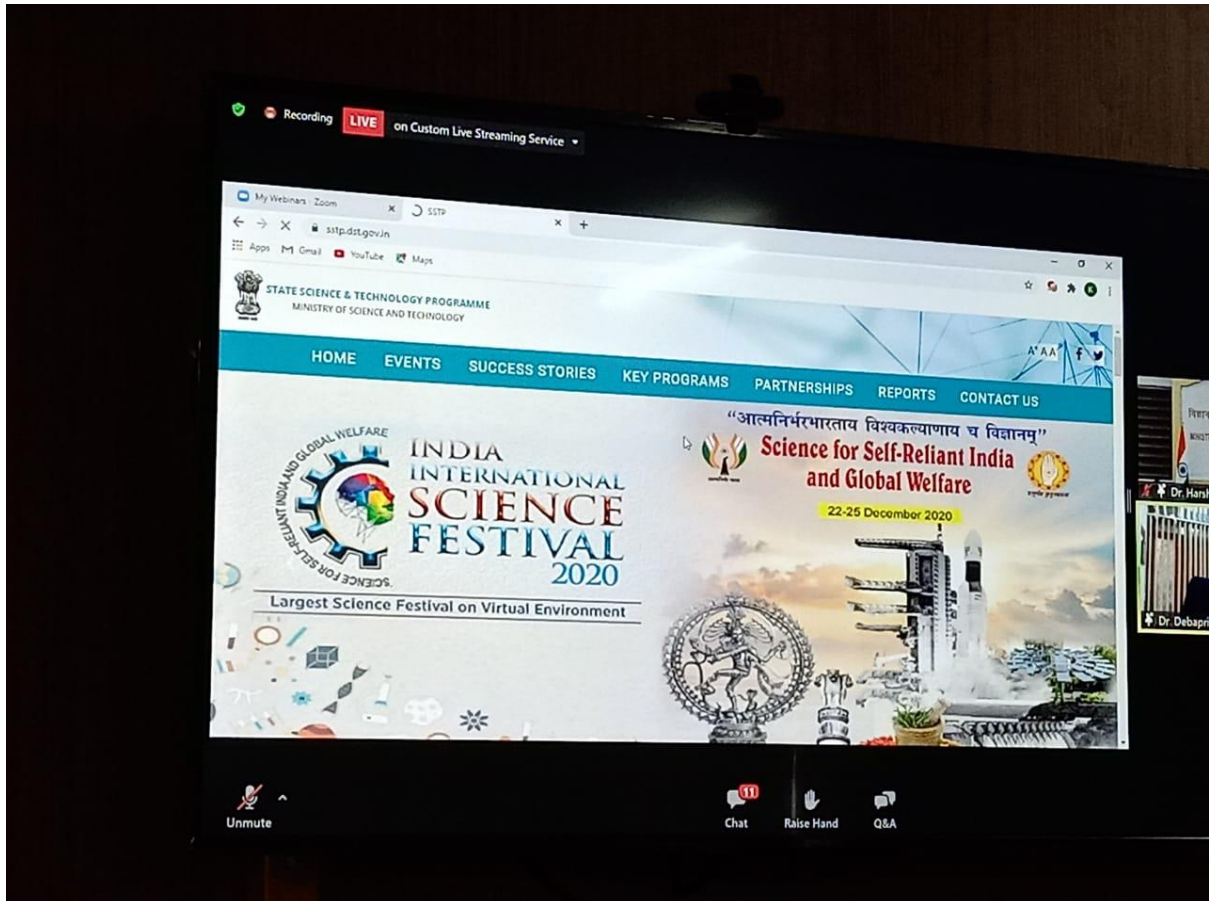 Recording LIVE on Custom Live Streaming Service
My Webinars - Zoom
SSTP
sstp.dst.gov.in
Apps Gmail YouTube Maps
STATE SCIENCE & TECHNOLOGY PROGRAMME
MINISTRY OF SCIENCE AND TECHNOLOGY
A+ A A-
HOME EVENTS SUCCESS STORIES KEY PROGRAMS PARTNERSHIPS REPORTS CONTACT US
SCIENCE FOR SELF-RELIANT INDIA AND GLOBAL WELFARE
INDIA
INTERNATIONAL
SCIENCE
FESTIVAL
2020
Largest Science Festival on Virtual Environment
“आत्मनिर्भरभारताय विश्वकल्याणाय च विज्ञानम्”
Science for Self-Reliant India
and Global Welfare
22-25 December 2020
Dr. Harsh
Dr. Debapri
Unmute
11
Chat
Raise Hand
Q&A